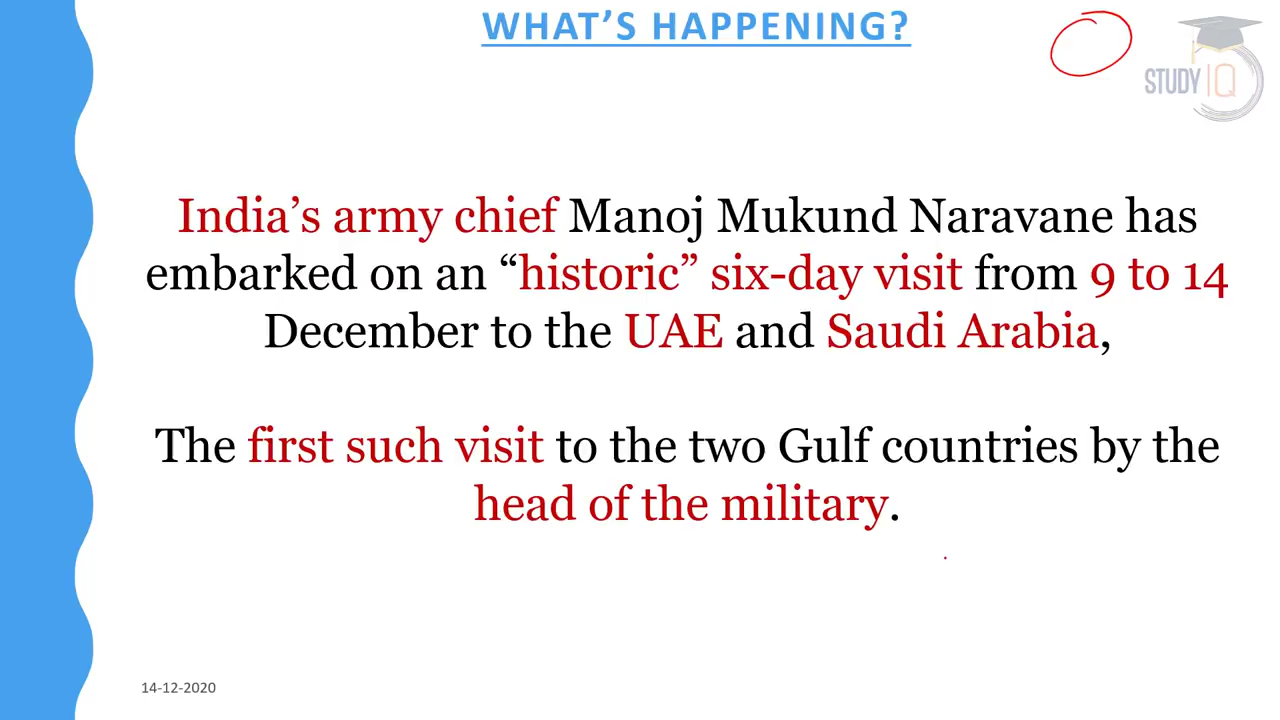 WHAT'S HAPPENING?
STUDY IQ
India’s army chief Manoj Mukund Naravane has
embarked on an “historic” six-day visit from 9 to 14
December to the UAE and Saudi Arabia,
The first such visit to the two Gulf countries by the
head of the military.
14-12-2020